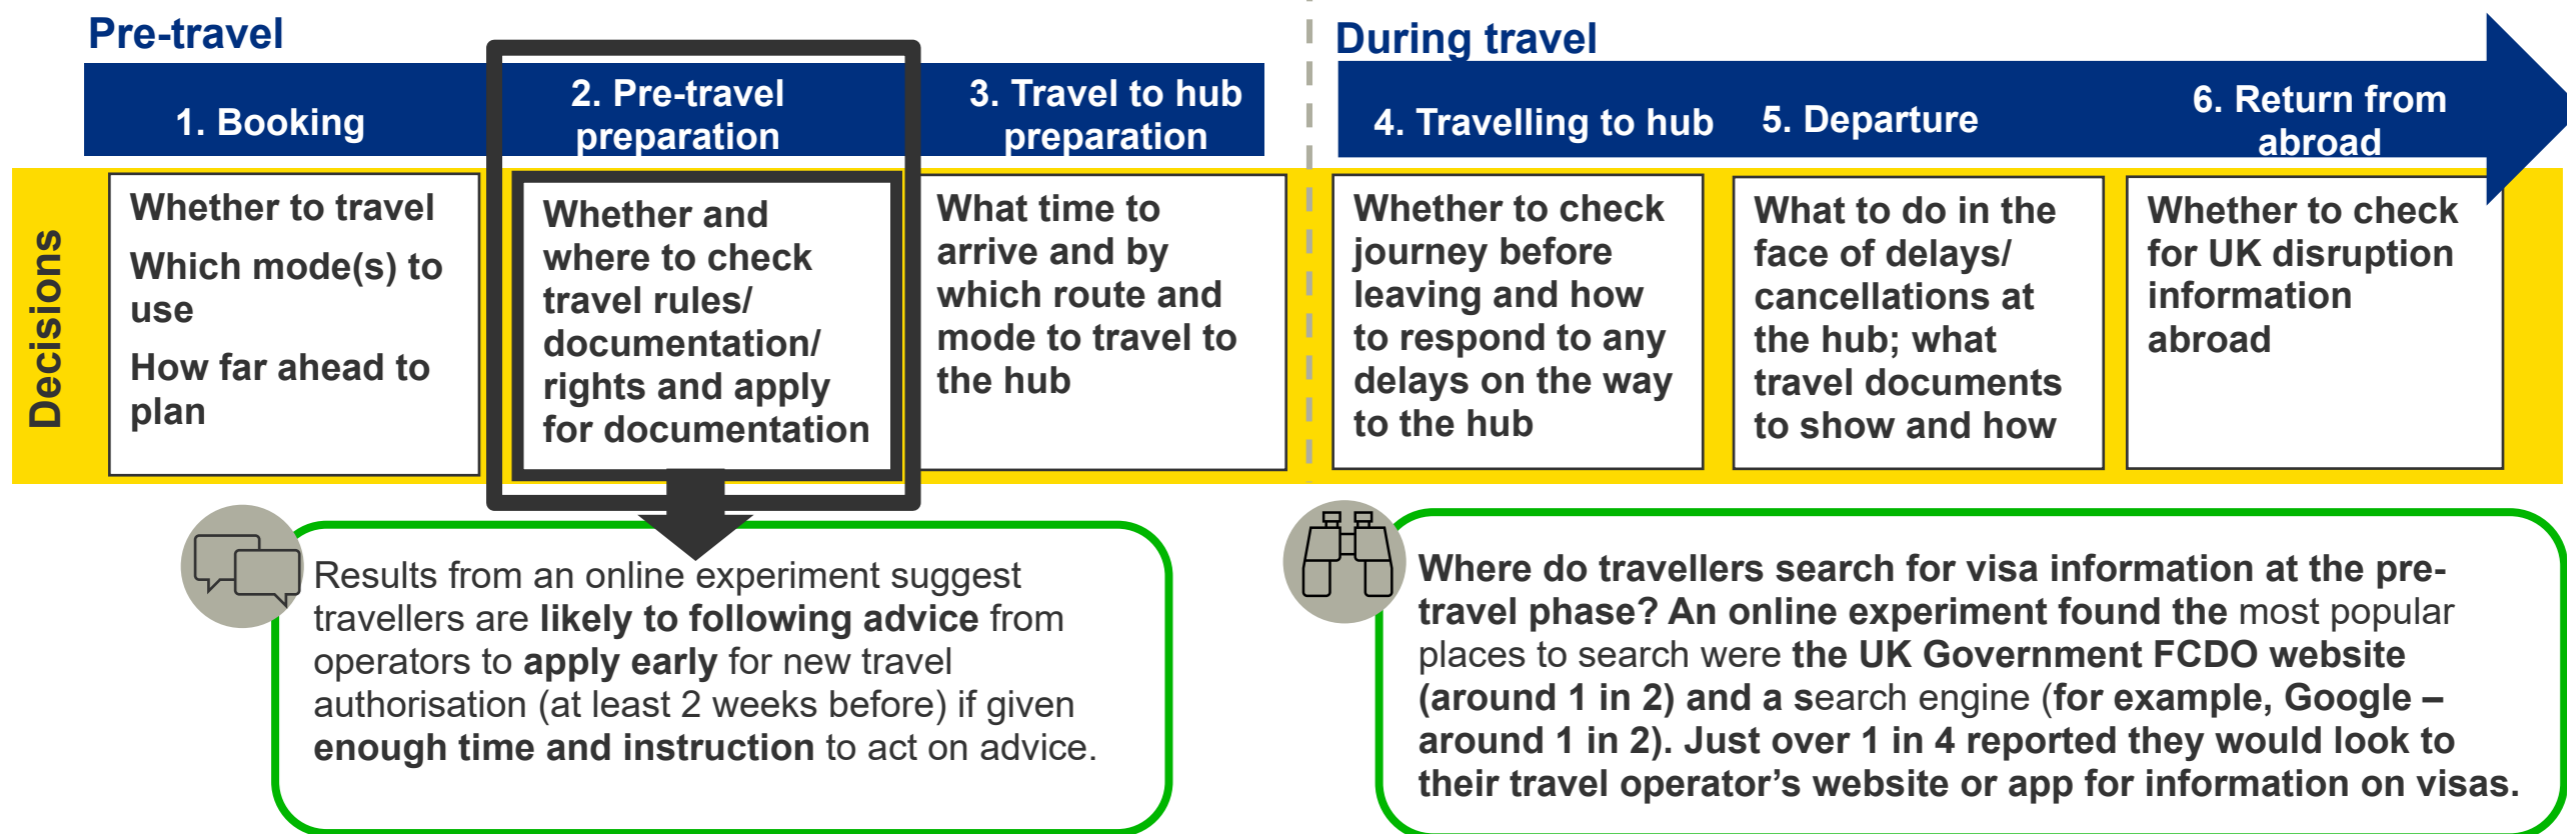 Pre-travel
During travel
1. Booking
2. Pre-travel
preparation
3. Travel to hub
preparation
4. Travelling to hub
5. Departure
6. Return from
abroad
Decisions
Whether to travel
Which mode(s) to
use
How far ahead to
plan
Whether and
where to check
travel rules/
documentation/
rights and apply
for documentation
What time to
arrive and by
which route and
mode to travel to
the hub
Whether to check
journey before
leaving and how
to respond to any
delays on the way
to the hub
What to do in the
face of delays/
cancellations at
the hub; what
travel documents
to show and how
Whether to check
for UK disruption
information
abroad
Results from an online experiment suggest
travellers are likely to following advice from
operators to apply early for new travel
authorisation (at least 2 weeks before) if given
enough time and instruction to act on advice.
Where do travellers search for visa information at the pre-
travel phase? An online experiment found the most popular
places to search were the UK Government FCDO website
(around 1 in 2) and a search engine (for example, Google –
around 1 in 2). Just over 1 in 4 reported they would look to
their travel operator’s website or app for information on visas.